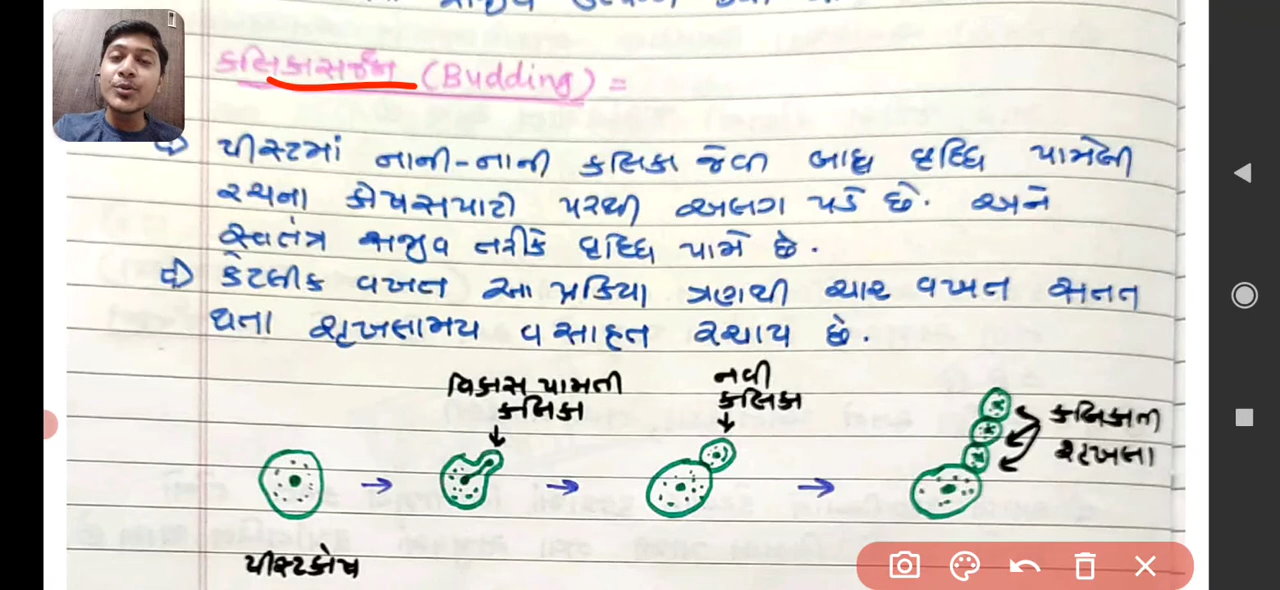 કલિકાસર્જન (Budding) =
યીસ્ટમાં નાની-નાની કલિકા જેવી બાહ્ય વૃદ્ધિ પામેલી
રચના કોષસપાટી પરથી અલગ પડે છે. અને
સ્વતંત્ર સજીવ તરીકે વૃદ્ધિ પામે છે.
કેટલીક વખત આ પ્રક્રિયા ત્રણથી ચાર વખત સતત
થતા શૃંખલામય વસાહત રચાય છે.
વિકાસ પામતી
કલિકા
નવી
કલિકા
કલિકાની
શૃંખલા
યીસ્ટકોષ